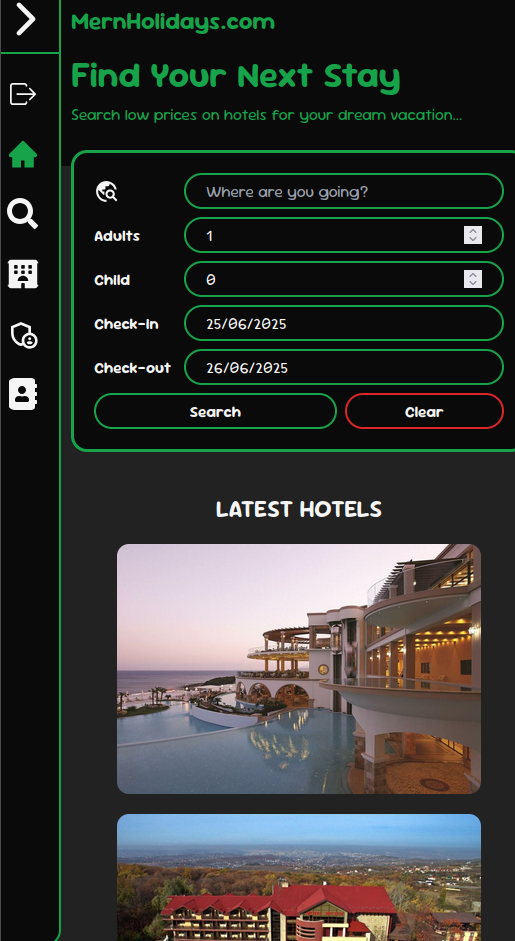 MernHolidays.com
Find Your Next Stay
Search low prices on hotels for your dream vacation...
Where are you going?
Adults 1
Child 0
Check-In 25/06/2025
Check-out 26/06/2025
Search Clear
LATEST HOTELS